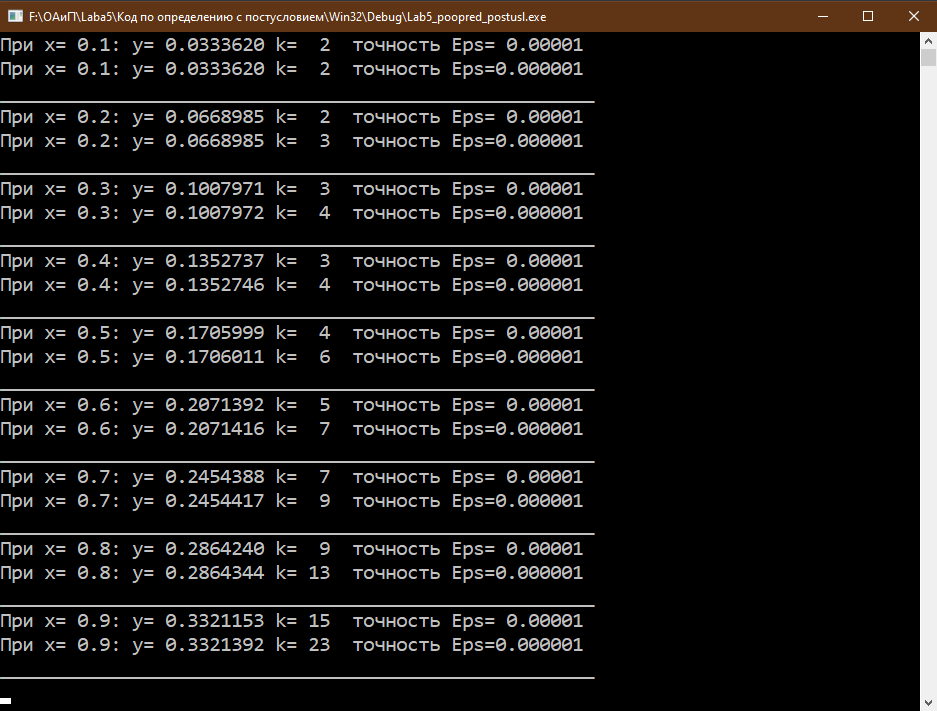 F:\ОАиП\Laba5\Код по определению с постусловием\Win32\Debug\Lab5_poopred_postusl.exe
При x= 0.1: y= 0.0333620 k=  2  точность Eps= 0.00001
При x= 0.1: y= 0.0333620 k=  2  точность Eps=0.000001
При x= 0.2: y= 0.0668985 k=  2  точность Eps= 0.00001
При x= 0.2: y= 0.0668985 k=  3  точность Eps=0.000001
При x= 0.3: y= 0.1007971 k=  3  точность Eps= 0.00001
При x= 0.3: y= 0.1007972 k=  4  точность Eps=0.000001
При x= 0.4: y= 0.1352737 k=  3  точность Eps= 0.00001
При x= 0.4: y= 0.1352746 k=  4  точность Eps=0.000001
При x= 0.5: y= 0.1705999 k=  4  точность Eps= 0.00001
При x= 0.5: y= 0.1706011 k=  6  точность Eps=0.000001
При x= 0.6: y= 0.2071392 k=  5  точность Eps= 0.00001
При x= 0.6: y= 0.2071416 k=  7  точность Eps=0.000001
При x= 0.7: y= 0.2454388 k=  7  точность Eps= 0.00001
При x= 0.7: y= 0.2454417 k=  9  точность Eps=0.000001
При x= 0.8: y= 0.2864240 k=  9  точность Eps= 0.00001
При x= 0.8: y= 0.2864344 k= 13  точность Eps=0.000001
При x= 0.9: y= 0.3321153 k= 15  точность Eps= 0.00001
При x= 0.9: y= 0.3321392 k= 23  точность Eps=0.000001